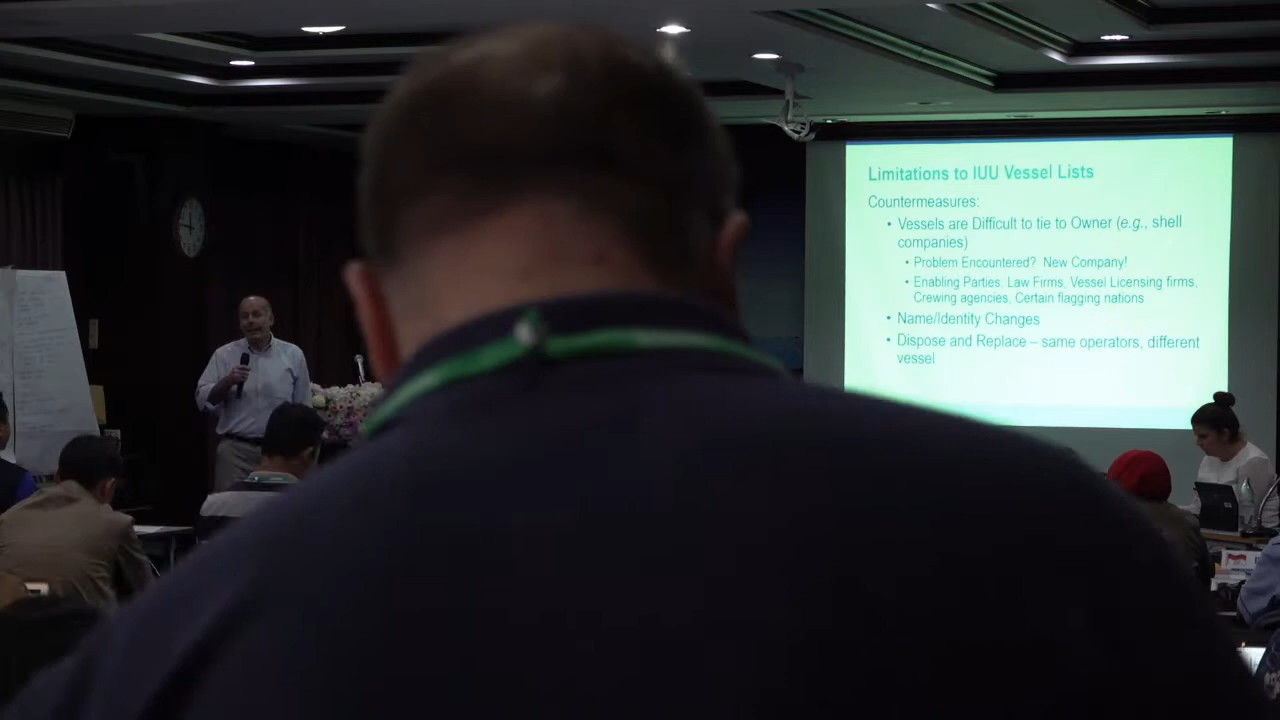 Limitations to IUU Vessel Lists
Countermeasures:
• Vessels are Difficult to tie to Owner (e.g., shell
companies)
• Problem Encountered? New Company!
• Enabling Parties. Law Firms, Vessel Licensing firms,
Crewing agencies, Certain flagging nations
• Name/Identity Changes
• Dispose and Replace – same operators, different
vessel